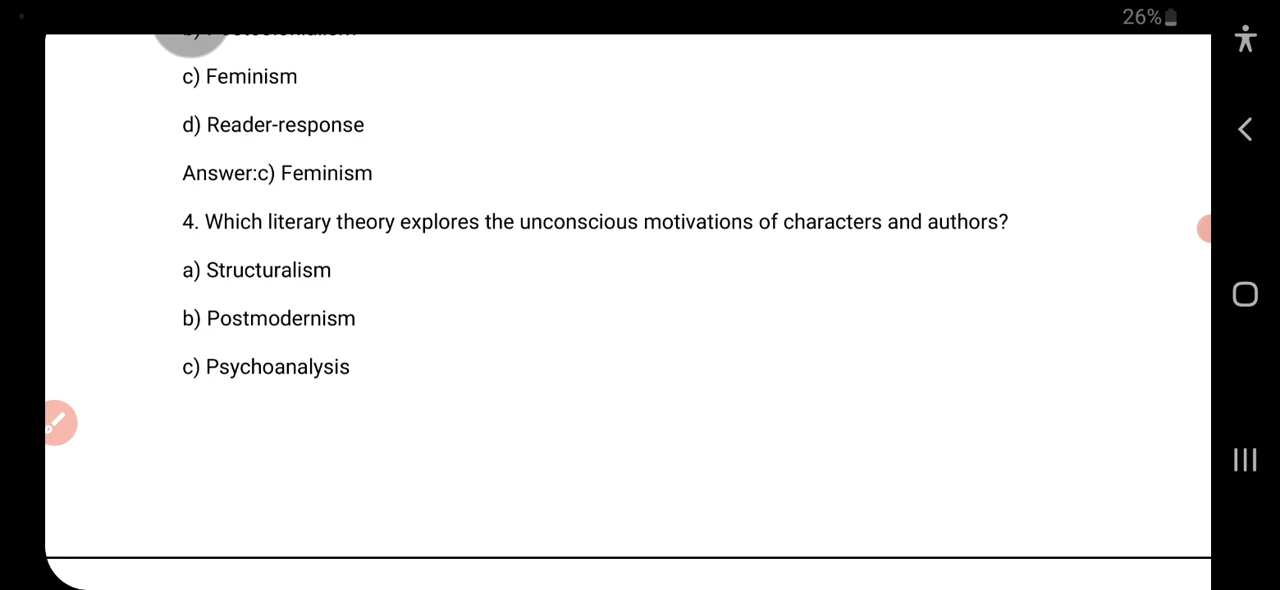 26%
c) Feminism
d) Reader-response
Answer:c) Feminism
4. Which literary theory explores the unconscious motivations of characters and authors?
a) Structuralism
b) Postmodernism
c) Psychoanalysis